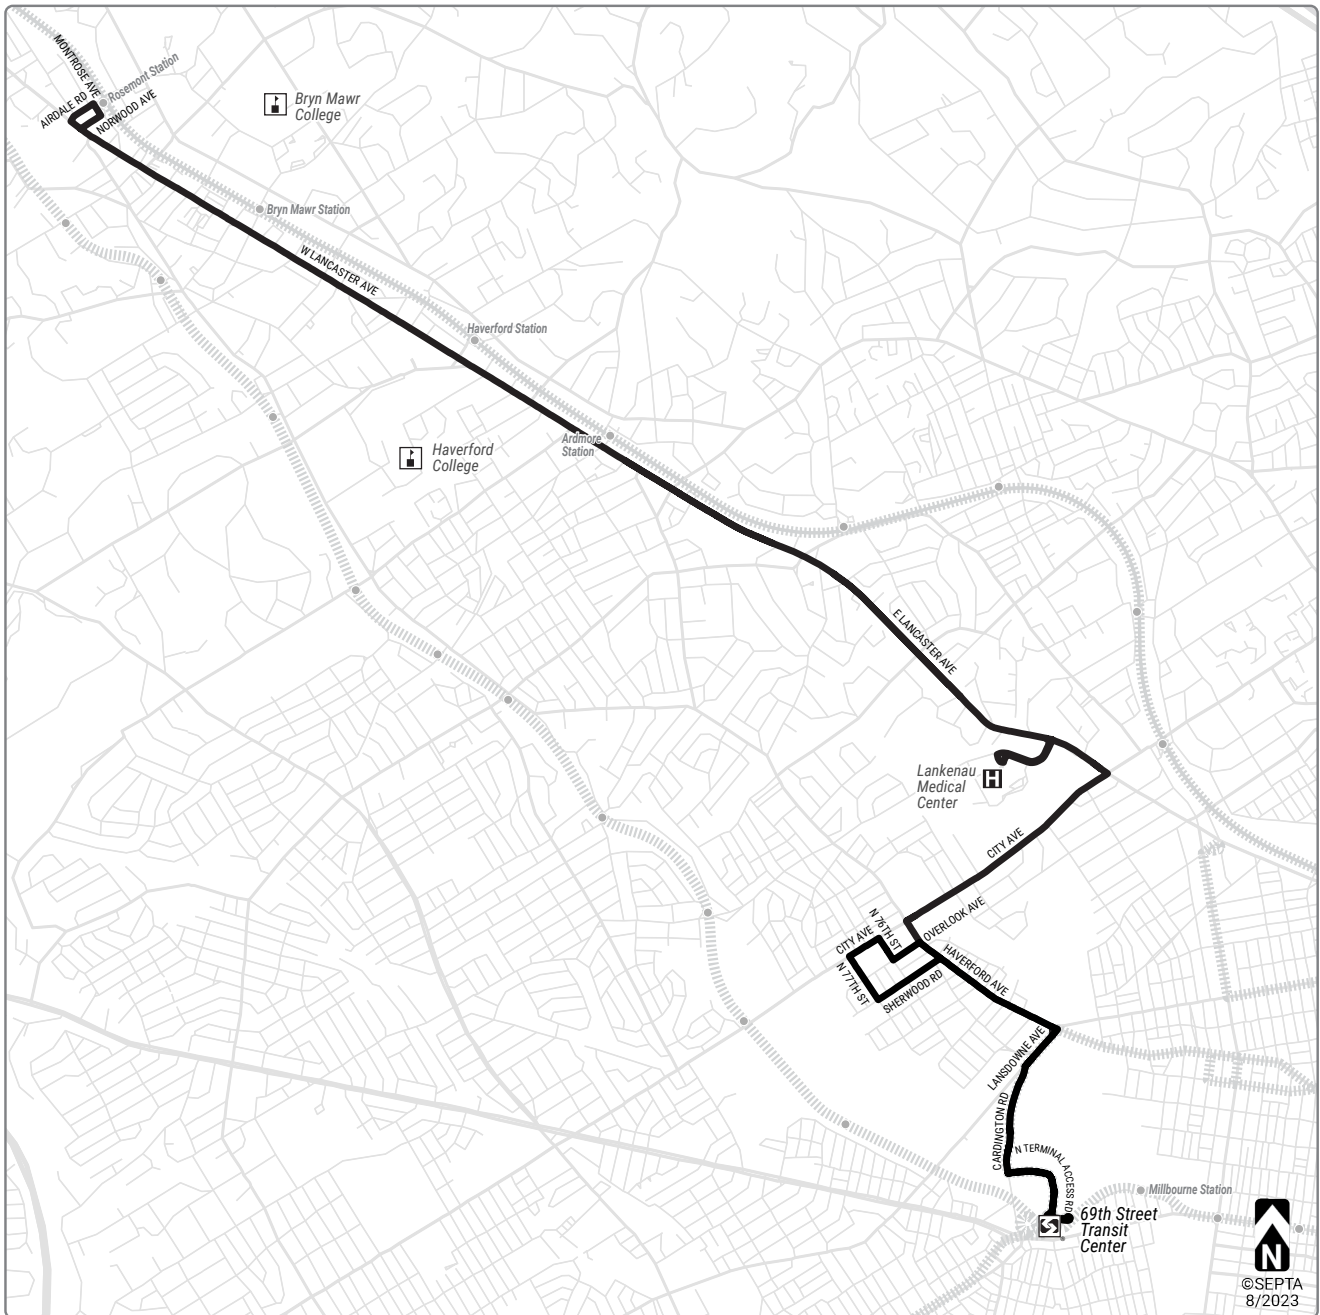 MONTROSE AVE
Rosemont Station
AIRDALE RD
NORWOOD AVE
Bryn Mawr
College
Bryn Mawr Station
W LANCASTER AVE
Haverford Station
Ardmore
Station
Haverford
College
E LANCASTER AVE
Lankenau
Medical
Center
H
CITY AVE
OVERLOOK AVE
N 76TH ST
CITY AVE
N 77TH ST
SHERWOOD RD
HAVERFORD AVE
LANSDOWNE AVE
CARDINGTON RD
N TERMINAL ACCESS RD
Millbourne Station
69th Street
Transit
Center
N
©SEPTA
8/2023